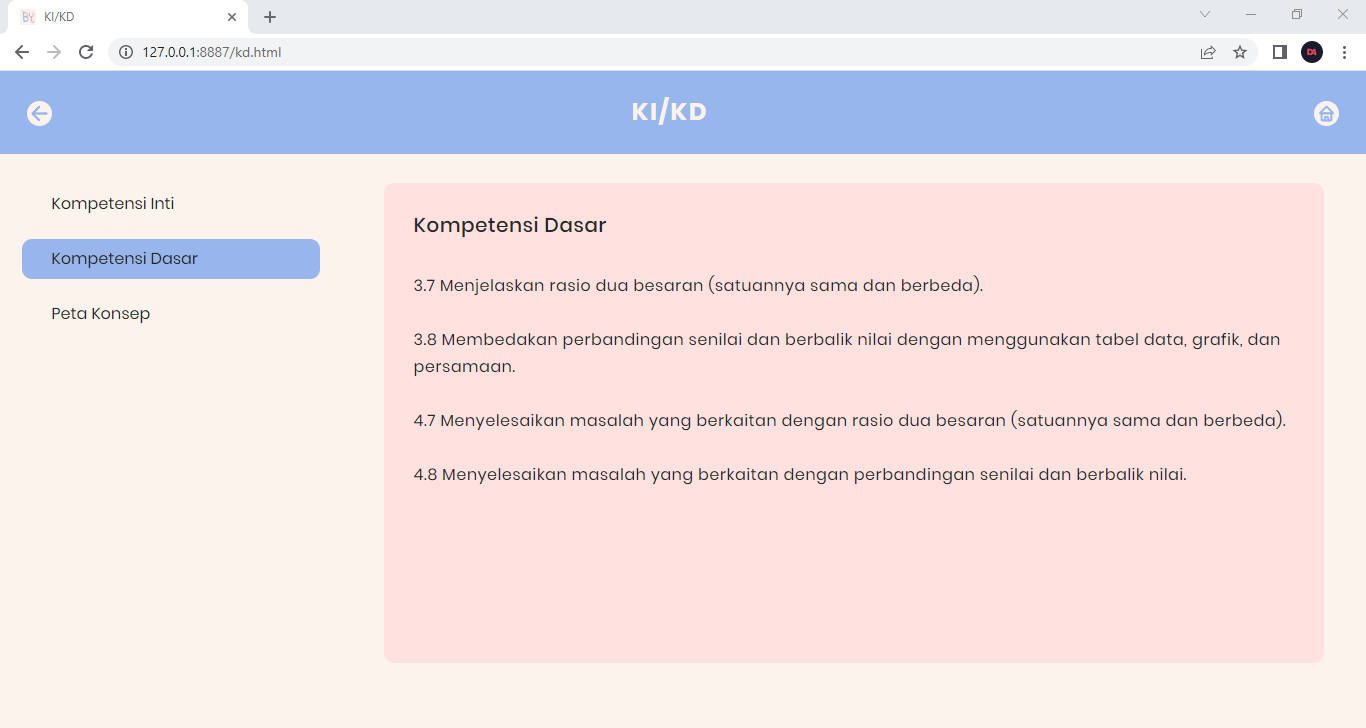 KI/KD
127.0.0.1:8887/kd.html
KI/KD
Kompetensi Inti
Kompetensi Dasar
Peta Konsep
Kompetensi Dasar
3.7 Menjelaskan rasio dua besaran (satuannya sama dan berbeda).
3.8 Membedakan perbandingan senilai dan berbalik nilai dengan menggunakan tabel data, grafik, dan
persamaan.
4.7 Menyelesaikan masalah yang berkaitan dengan rasio dua besaran (satuannya sama dan berbeda).
4.8 Menyelesaikan masalah yang berkaitan dengan perbandingan senilai dan berbalik nilai.